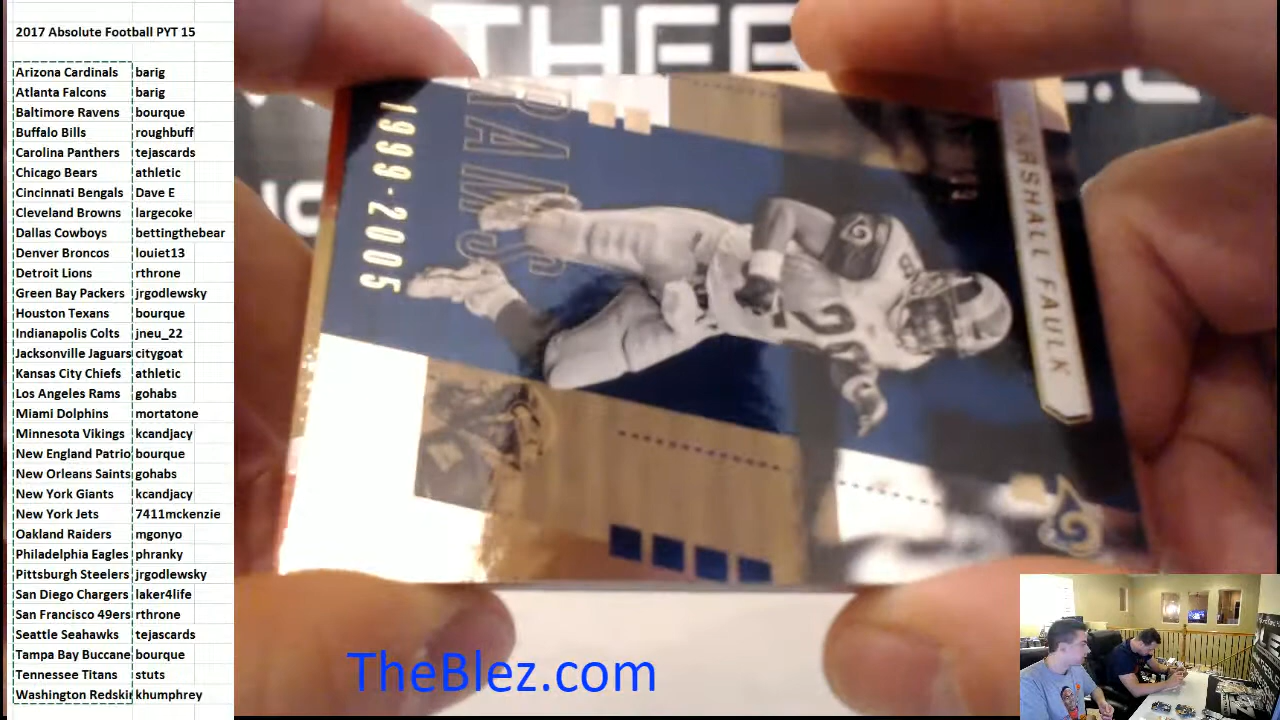 2017 Absolute Football PYT 15
Arizona Cardinals barig
Atlanta Falcons barig
Baltimore Ravens bourque
Buffalo Bills roughbuff
Carolina Panthers tejascards
Chicago Bears athletic
Cincinnati Bengals Dave E
Cleveland Browns largecoke
Dallas Cowboys bettingthebear
Denver Broncos louiet13
Detroit Lions rthrone
Green Bay Packers jrgodlewsky
Houston Texans bourque
Indianapolis Colts jneu_22
Jacksonville Jaguars citygoat
Kansas City Chiefs athletic
Los Angeles Rams gohabs
Miami Dolphins mortatone
Minnesota Vikings kcandjacy
New England Patrio bourque
New Orleans Saints gohabs
New York Giants kcandjacy
New York Jets 7411mckenzie
Oakland Raiders mgonyo
Philadelphia Eagles phranky
Pittsburgh Steelers jrgodlewsky
San Diego Chargers laker4life
San Francisco 49ers rthrone
Seattle Seahawks tejascards
Tampa Bay Buccane bourque
Tennessee Titans stuts
Washington Redskin khumphrey
THEB
MARSHALL FAULK
RAMS
1999-2005
TheBlez.com